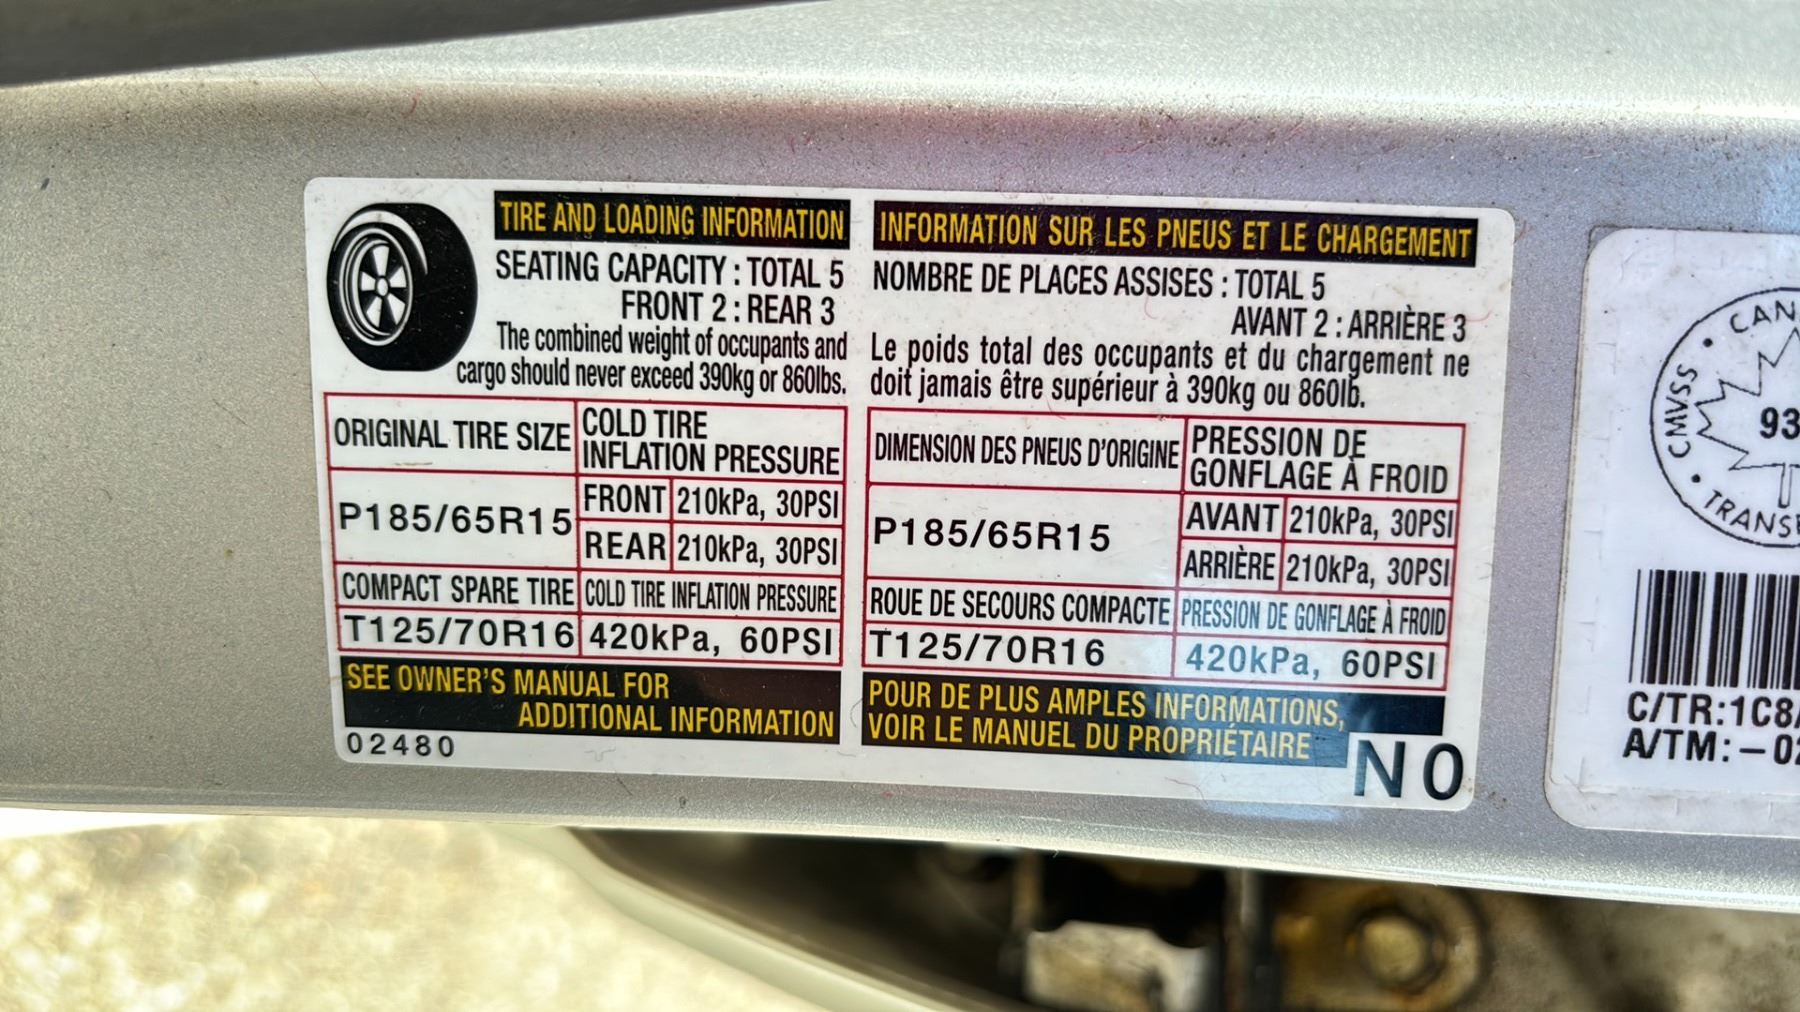 TIRE AND LOADING INFORMATION
SEATING CAPACITY : TOTAL 5
FRONT 2 : REAR 3
The combined weight of occupants and
cargo should never exceed 390kg or 860lbs.
ORIGINAL TIRE SIZE
COLD TIRE
INFLATION PRESSURE
P185/65R15
FRONT 210kPa, 30PSI
REAR 210kPa, 30PSI
COMPACT SPARE TIRE COLD TIRE INFLATION PRESSURE
T125/70R16 420kPa, 60PSI
SEE OWNER'S MANUAL FOR
ADDITIONAL INFORMATION
02480
INFORMATION SUR LES PNEUS ET LE CHARGEMENT
NOMBRE DE PLACES ASSISES : TOTAL 5
AVANT 2 : ARRIÈRE 3
Le poids total des occupants et du chargement ne
doit jamais être supérieur à 390kg ou 860lb.
DIMENSION DES PNEUS D'ORIGINE
PRESSION DE
GONFLAGE À FROID
P185/65R15
AVANT 210kPa, 30PSI
ARRIÈRE 210kPa, 30PSI
ROUE DE SECOURS COMPACTE PRESSION DE GONFLAGE À FROID
T125/70R16 420kPa, 60PSI
POUR DE PLUS AMPLES INFORMATIONS,
VOIR LE MANUEL DU PROPRIÉTAIRE
N0
CAN
CMVSS
93
TRANS
C/TR:1C8
A/TM:-02